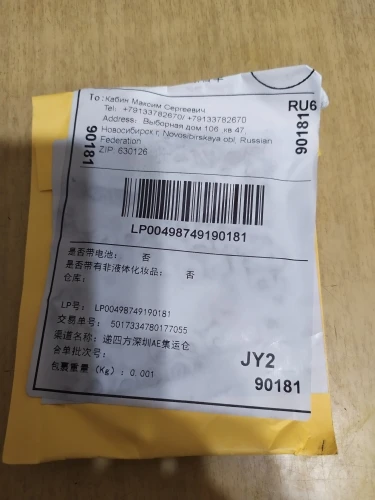 To: Кабин Максим Сергеевич
Tel: +79133782670/ +79133782670
Address: Выборная дом 106 кв 47,
Новосибирск г, Novosibirskaya obl, Russian
Federation
ZIP: 630126
RU6
90181
90181
LP00498749190181
是否带电池: 否
是否带有非液体化妆品: 否
仓库:
LP号: LP00498749190181
交易单号: 5017334780177055
渠道名称: 递四方深圳AE集运仓
合单批次号:
包裹重量 (Kg): 0.001
JY2
90181